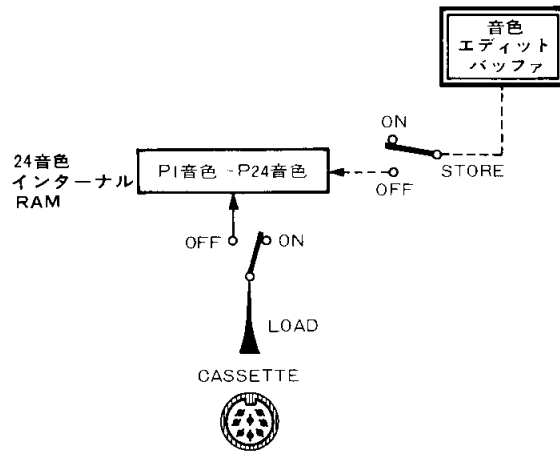 音色
エディット
バッファ
ON
STORE
OFF
24音色
インターナル
RAM
P1音色 - P24音色
OFF
ON
LOAD
CASSETTE